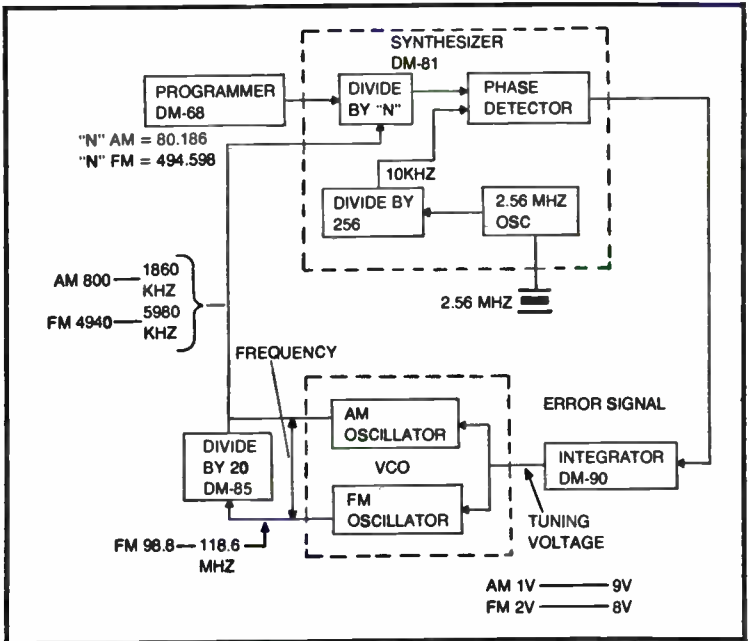 SYNTHESIZER
DM-81
PROGRAMMER
DM-68
DIVIDE
BY "N"
PHASE
DETECTOR
"N" AM = 80.186
"N" FM = 494.598
10KHZ
DIVIDE BY
256
2.56 MHZ
OSC
2.56 MHZ
AM 800 — 1860
KHZ
FM 4940 — 5980
KHZ
FREQUENCY
AM
OSCILLATOR
VCO
FM
OSCILLATOR
DIVIDE
BY 20
DM-85
FM 98.8 — 118.6
MHZ
ERROR SIGNAL
INTEGRATOR
DM-90
TUNING
VOLTAGE
AM 1V — 9V
FM 2V — 8V